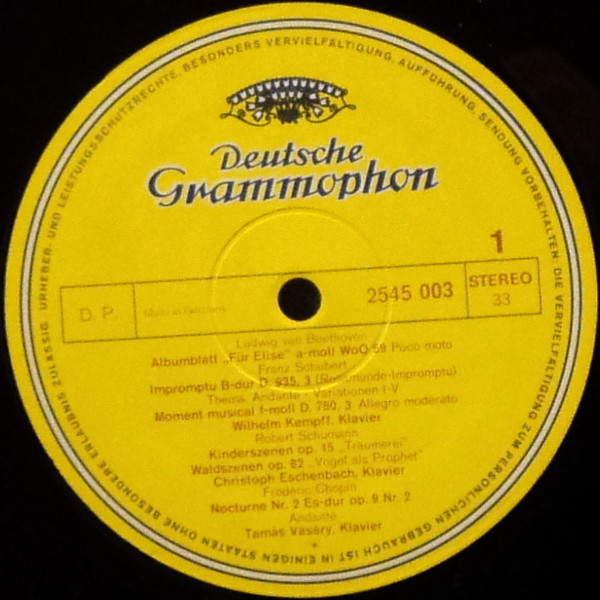 URHEBER- UND LEISTUNGSSCHUTZRECHTE, BESONDERS VERVIELFÄLTIGUNG, AUFFÜHRUNG, SENDUNG VORBEHALTEN: DIE VERVIELFÄLTIGUNG ZUM PERSÖNLICHEN GEBRAUCH IST IN EINIGEN STAATEN OHNE BESONDERE ERLAUBNIS ZULÄSSIG.
Deutsche
Grammophon
1
D. P.
Made in Germany
2545 003
STEREO
33
Ludwig van Beethoven
Albumblatt „Für Elise" a-moll WoO 59 Poco moto
Franz Schubert
Impromptu B-dur D 935, 3 (Rosamunde-Impromptu)
Thema. Andante - Variationen I-V
Moment musical f-moll D. 780, 3 Allegro moderato
Wilhelm Kempff, Klavier
Robert Schumann
Kinderszenen op. 15 „Träumerei"
Waldszenen op. 82 „Vogel als Prophet"
Christoph Eschenbach, Klavier
Frédéric Chopin
Nocturne Nr. 2 Es-dur op. 9 Nr. 2
Andante
Tamás Vásáry, Klavier